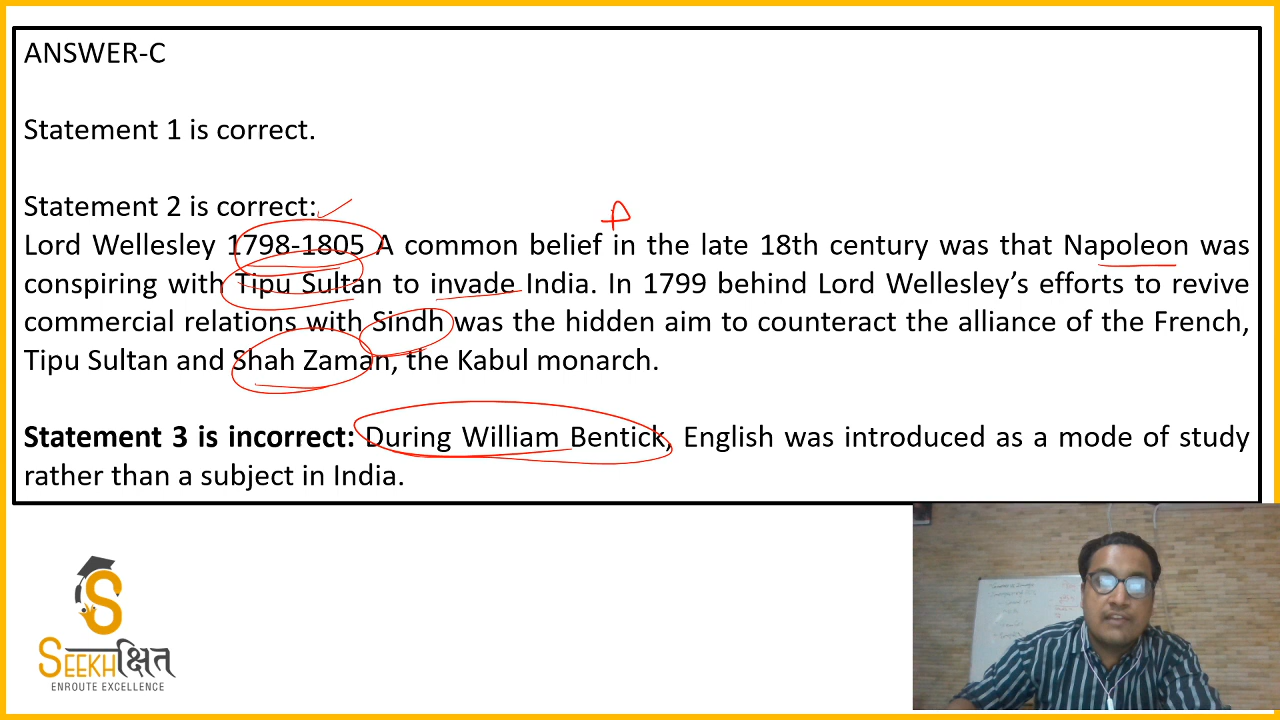 ANSWER-C
Statement 1 is correct.
Statement 2 is correct:
Lord Wellesley 1798-1805 A common belief in the late 18th century was that Napoleon was
conspiring with Tipu Sultan to invade India. In 1799 behind Lord Wellesley’s efforts to revive
commercial relations with Sindh was the hidden aim to counteract the alliance of the French,
Tipu Sultan and Shah Zaman, the Kabul monarch.
Statement 3 is incorrect: During William Bentick, English was introduced as a mode of study
rather than a subject in India.
SEEKHक्षित
ENROUTE EXCELLENCE